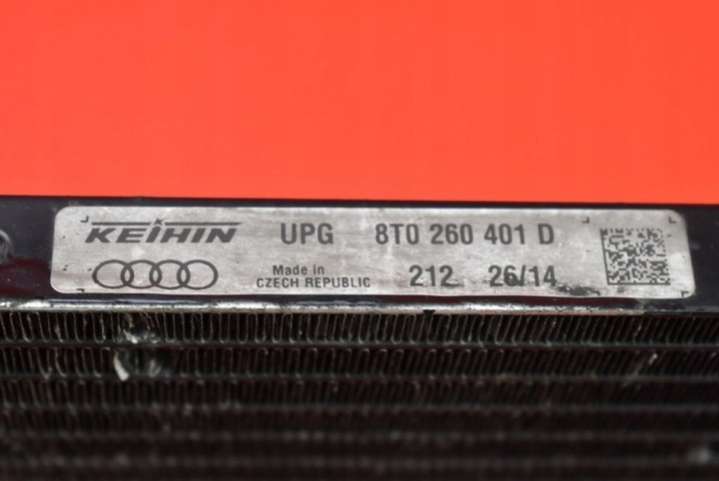 KEIHIN UPG 8T0 260 401 D
Made in
CZECH REPUBLIC
212 26/14